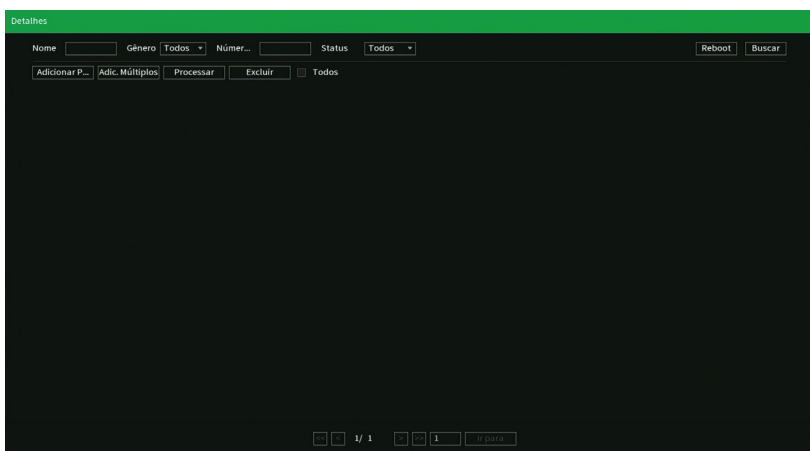 Detalhes
Nome Gênero Todos Númer... Status Todos Reboot Buscar
Adicionar P... Adic. Múltiplos Processar Excluir Todos
<< < 1/ 1 > >> 1 Ir para